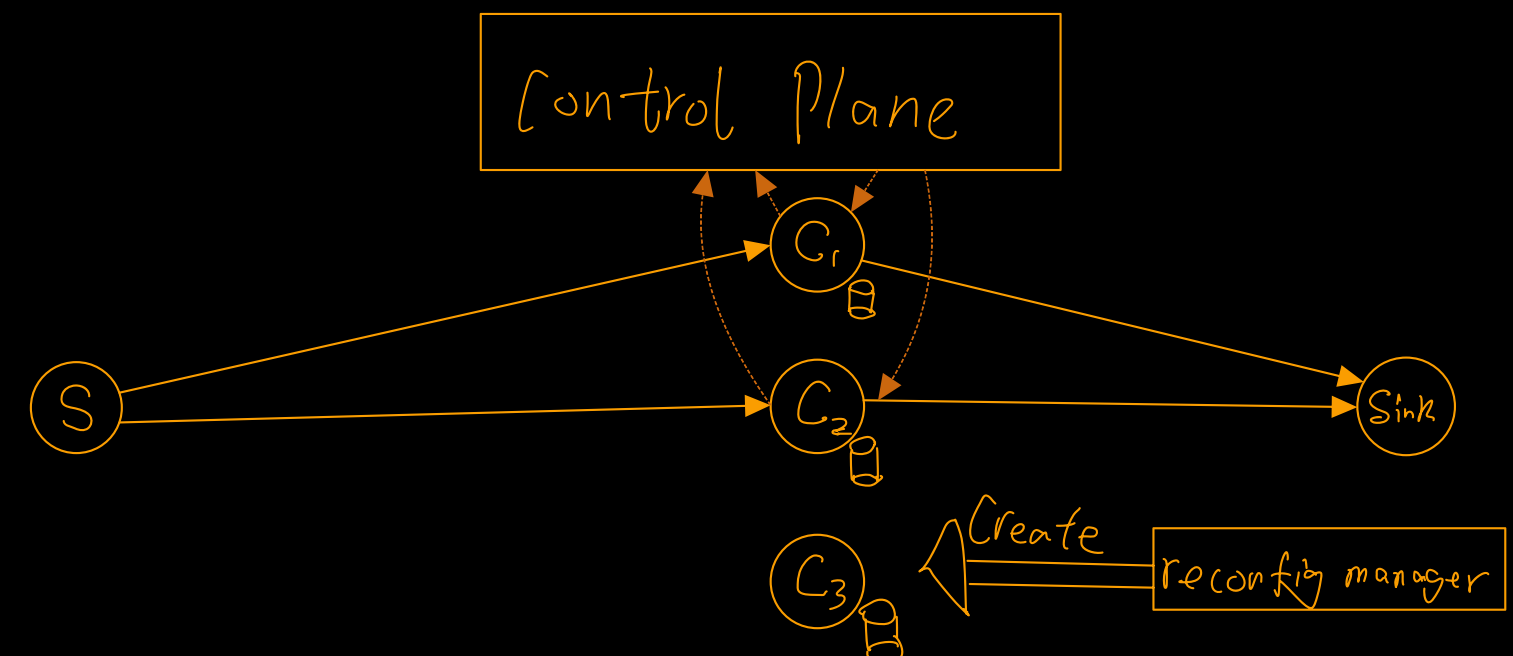 Control Plane
C1
S
C2
Sink
Create
C3
reconfig manager